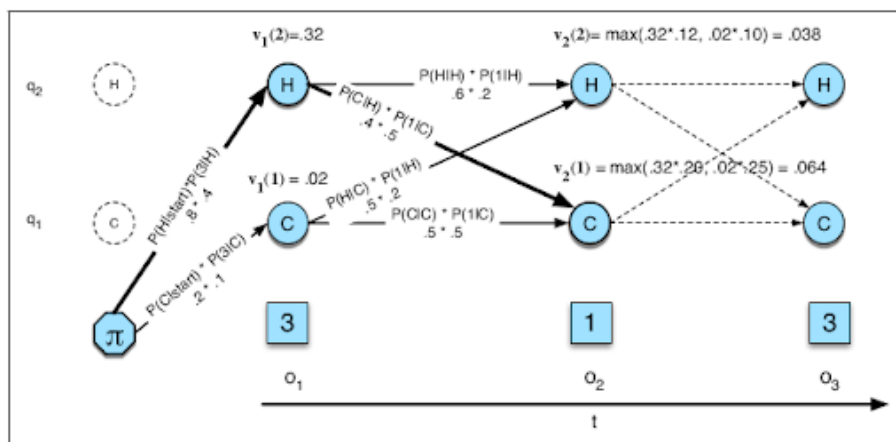 v₁(2)=.32
v₂(2)= max(.32*.12, .02*.10) = .038
q₂
H
H
P(H|H) * P(1|H)
.6 * .2
H
H
P(C|H) * P(1|C)
.4 * .5
P(H|start)*P(3|H)
.8 * .4
v₁(1) = .02
P(H|C) * P(1|H)
.5 * .2
v₂(1) = max(.32*.20, .02*.25) = .064
q₁
C
C
P(C|C) * P(1|C)
.5 * .5
C
C
P(C|start) * P(3|C)
.2 * .1
π
3
1
3
o₁
o₂
o₃
t